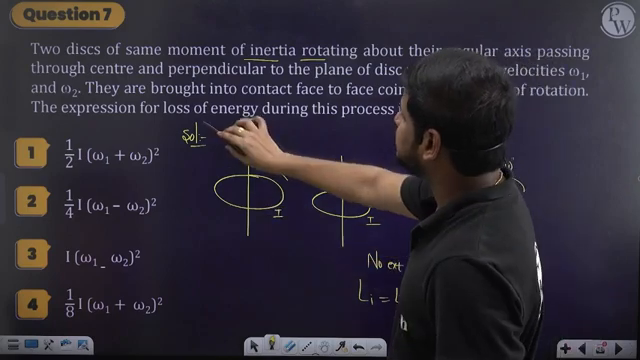 Question 7
PW
Two discs of same moment of inertia rotating about their regular axis passing
through centre and perpendicular to the plane of disc velocities ω₁,
and ω₂. They are brought into contact face to face of rotation.
The expression for loss of energy during this process
Sol:-
1 1/2 I (ω₁ + ω₂)²
2 1/4 I (ω₁ - ω₂)²
3 I (ω₁ - ω₂)²
4 1/8 I (ω₁ + ω₂)²
I
I
No ext
Lᵢ =